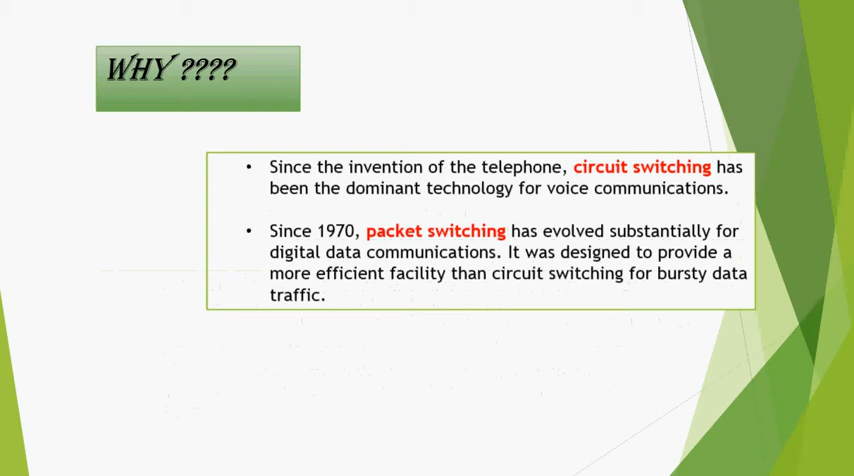 WHY ????
• Since the invention of the telephone, circuit switching has
been the dominant technology for voice communications.
• Since 1970, packet switching has evolved substantially for
digital data communications. It was designed to provide a
more efficient facility than circuit switching for bursty data
traffic.